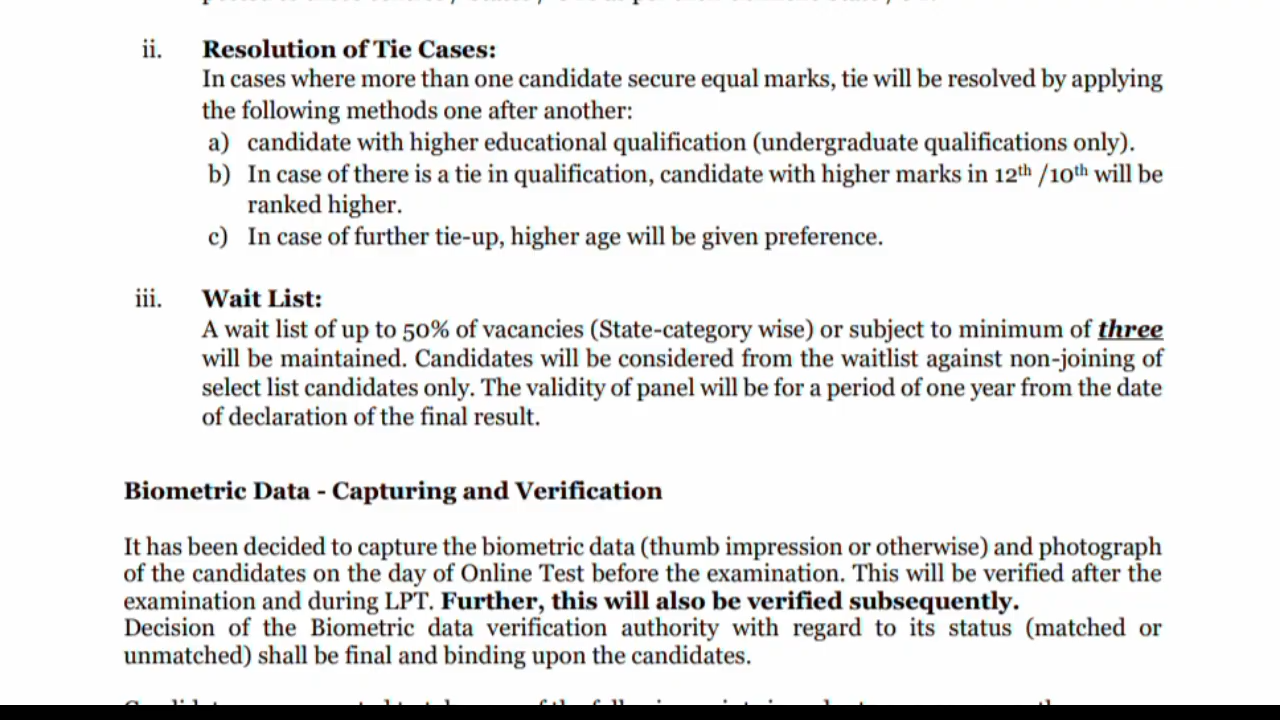 ii. Resolution of Tie Cases:
In cases where more than one candidate secure equal marks, tie will be resolved by applying
the following methods one after another:
a) candidate with higher educational qualification (undergraduate qualifications only).
b) In case of there is a tie in qualification, candidate with higher marks in 12th /10th will be
ranked higher.
c) In case of further tie-up, higher age will be given preference.
iii. Wait List:
A wait list of up to 50% of vacancies (State-category wise) or subject to minimum of three
will be maintained. Candidates will be considered from the waitlist against non-joining of
select list candidates only. The validity of panel will be for a period of one year from the date
of declaration of the final result.
Biometric Data - Capturing and Verification
It has been decided to capture the biometric data (thumb impression or otherwise) and photograph
of the candidates on the day of Online Test before the examination. This will be verified after the
examination and during LPT. Further, this will also be verified subsequently.
Decision of the Biometric data verification authority with regard to its status (matched or
unmatched) shall be final and binding upon the candidates.